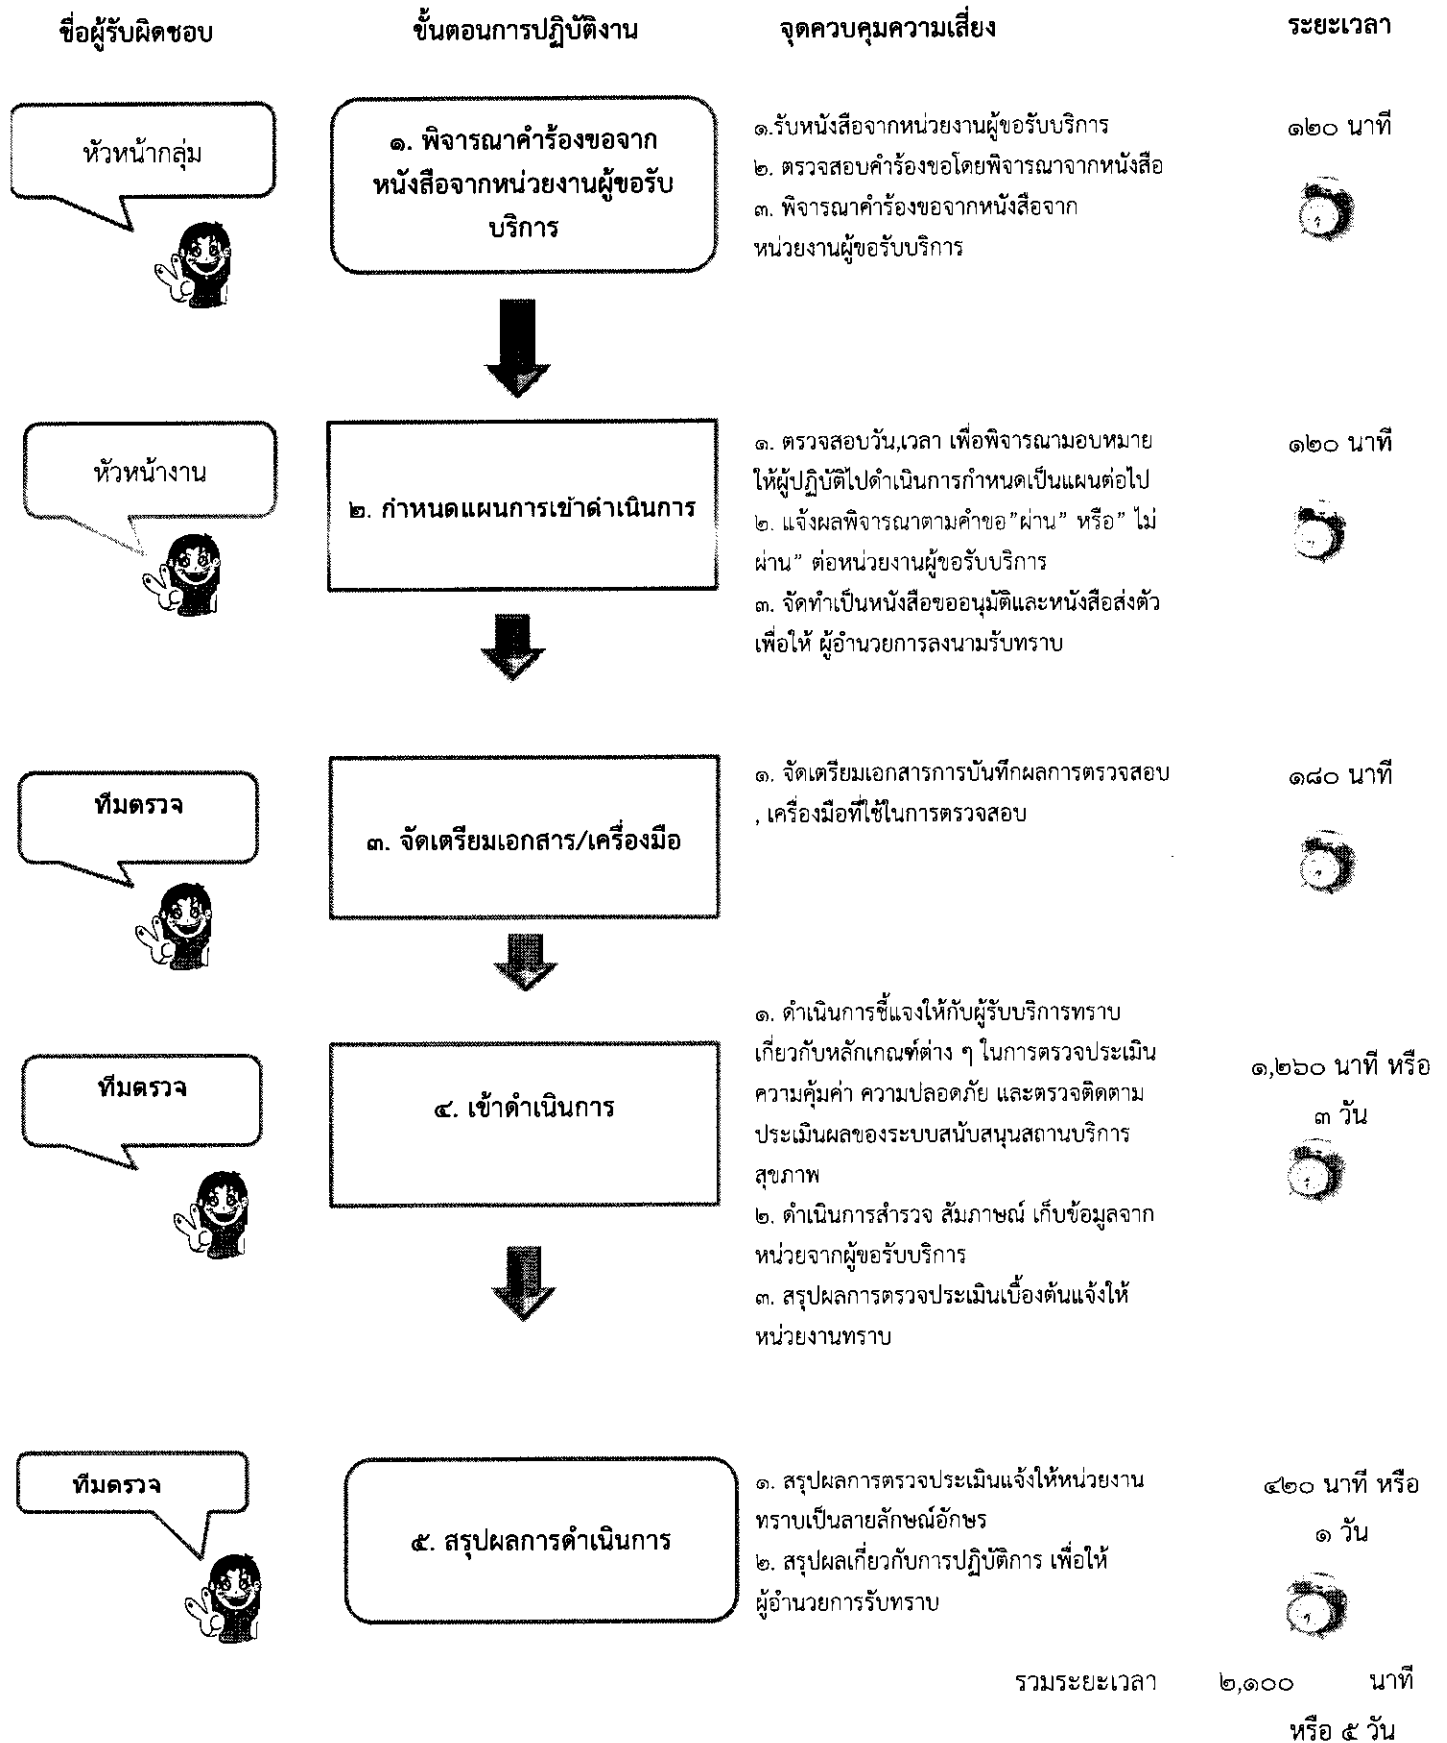 ชื่อผู้รับผิดชอบ
ขั้นตอนการปฏิบัติงาน
จุดควบคุมความเสี่ยง
ระยะเวลา
หัวหน้ากลุ่ม
๑. พิจารณาคำร้องขอจาก
หนังสือจากหน่วยงานผู้ขอรับ
บริการ
๑.รับหนังสือจากหน่วยงานผู้ขอรับบริการ
๒. ตรวจสอบคำร้องขอโดยพิจารณาจากหนังสือ
๓. พิจารณาคำร้องขอจากหนังสือจาก
หน่วยงานผู้ขอรับบริการ
๑๒๐ นาที
หัวหน้างาน
๒. กำหนดแผนการเข้าดำเนินการ
๑. ตรวจสอบวัน,เวลา เพื่อพิจารณามอบหมาย
ให้ผู้ปฏิบัติไปดำเนินการกำหนดเป็นแผนต่อไป
๒. แจ้งผลพิจารณาตามคำขอ”ผ่าน” หรือ” ไม่
ผ่าน” ต่อหน่วยงานผู้ขอรับบริการ
๓. จัดทำเป็นหนังสือขออนุมัติและหนังสือส่งตัว
เพื่อให้ ผู้อำนวยการลงนามรับทราบ
๑๒๐ นาที
ทีมตรวจ
๓. จัดเตรียมเอกสาร/เครื่องมือ
๑. จัดเตรียมเอกสารการบันทึกผลการตรวจสอบ
, เครื่องมือที่ใช้ในการตรวจสอบ
๑๘๐ นาที
ทีมตรวจ
๔. เข้าดำเนินการ
๑. ดำเนินการชี้แจงให้กับผู้รับบริการทราบ
เกี่ยวกับหลักเกณฑ์ต่าง ๆ ในการตรวจประเมิน
ความคุ้มค่า ความปลอดภัย และตรวจติดตาม
ประเมินผลของระบบสนับสนุนสถานบริการ
สุขภาพ
๒. ดำเนินการสำรวจ สัมภาษณ์ เก็บข้อมูลจาก
หน่วยจากผู้ขอรับบริการ
๓. สรุปผลการตรวจประเมินเบื้องต้นแจ้งให้
หน่วยงานทราบ
๑,๒๖๐ นาที หรือ
๓ วัน
ทีมตรวจ
๕. สรุปผลการดำเนินการ
๑. สรุปผลการตรวจประเมินแจ้งให้หน่วยงาน
ทราบเป็นลายลักษณ์อักษร
๒. สรุปผลเกี่ยวกับการปฏิบัติการ เพื่อให้
ผู้อำนวยการรับทราบ
๔๒๐ นาที หรือ
๑ วัน
รวมระยะเวลา ๒,๑๐๐ นาที
หรือ ๕ วัน